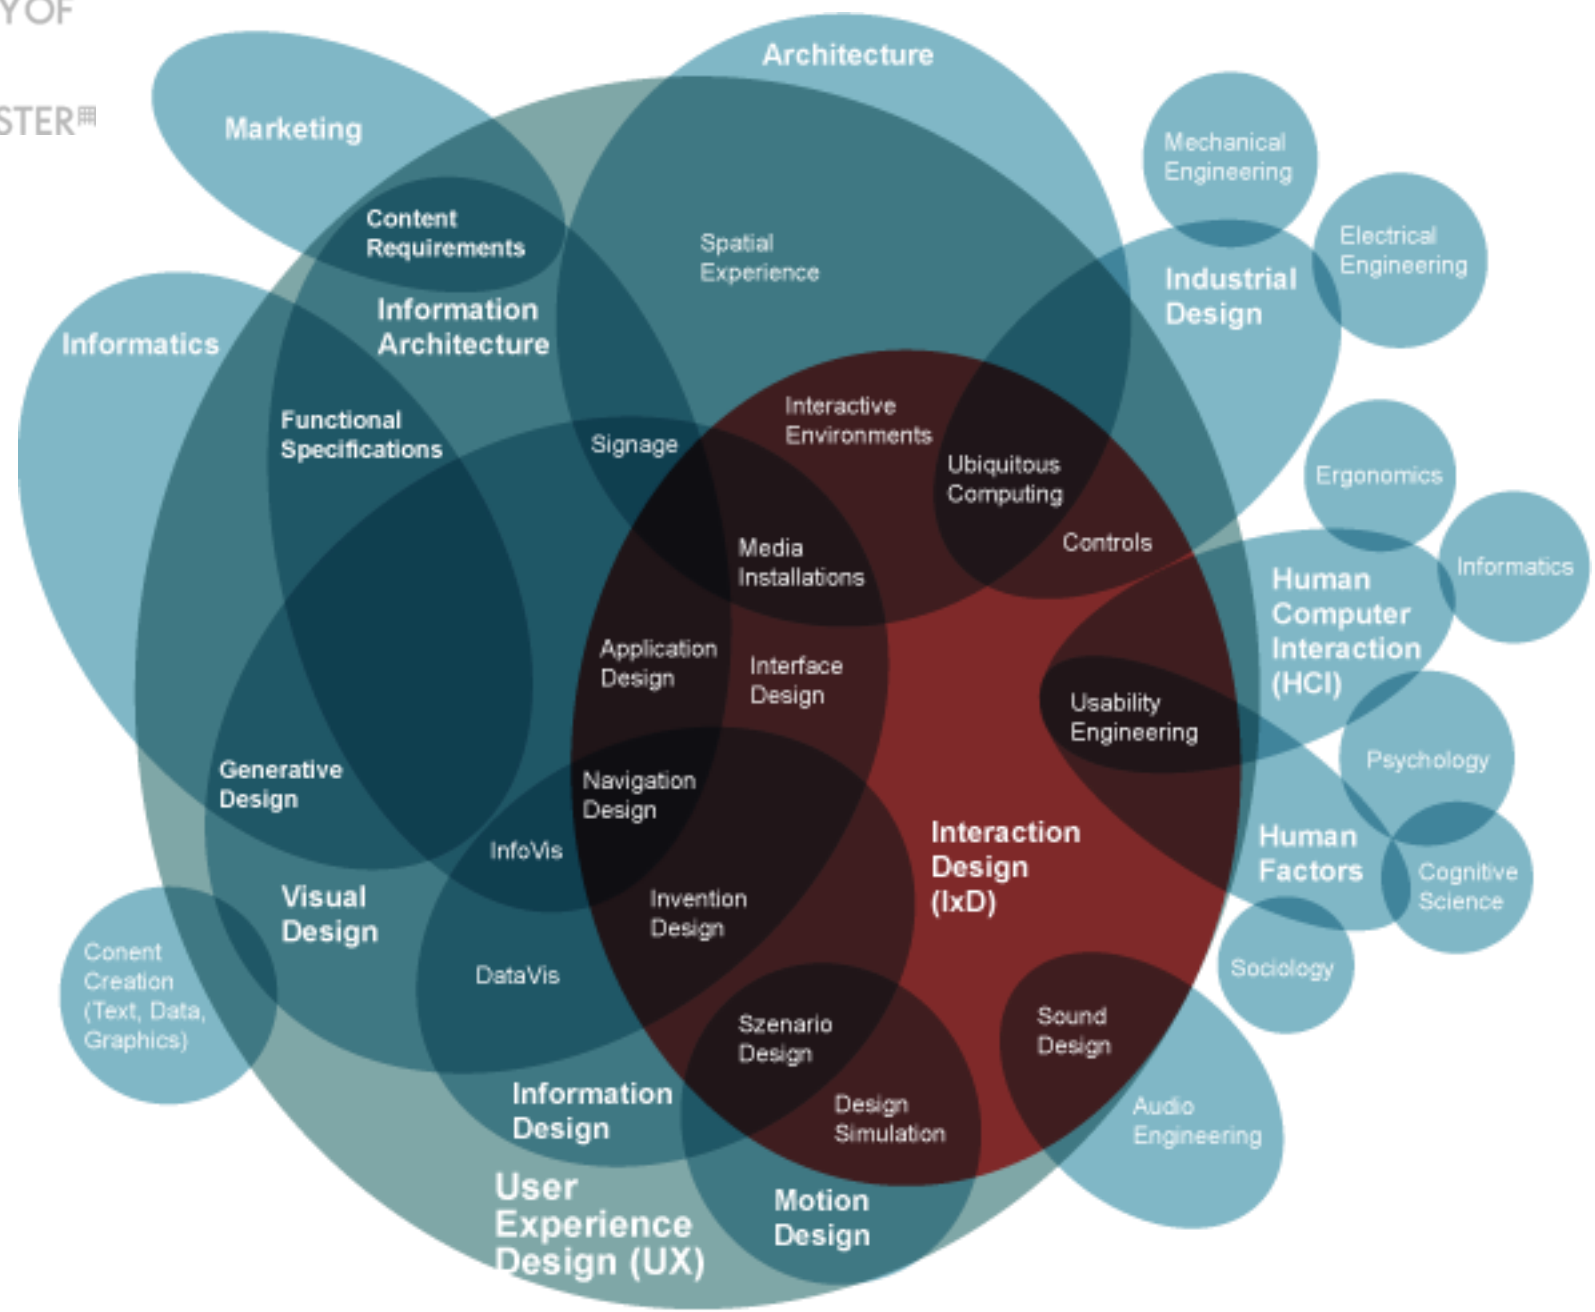 YOF
STER
Architecture
Marketing
Mechanical
Engineering
Content
Requirements
Spatial
Experience
Electrical
Engineering
Industrial
Design
Information
Architecture
Informatics
Functional
Specifications
Signage
Interactive
Environments
Ubiquitous
Computing
Controls
Ergonomics
Informatics
Media
Installations
Human
Computer
Interaction
(HCI)
Application
Design
Interface
Design
Usability
Engineering
Psychology
Generative
Design
Navigation
Design
InfoVis
Interaction
Design
(IxD)
Human
Factors
Cognitive
Science
Visual
Design
Invention
Design
Conent
Creation
(Text, Data,
Graphics)
DataVis
Sociology
Szenario
Design
Sound
Design
Information
Design
Design
Simulation
Audio
Engineering
User
Experience
Design (UX)
Motion
Design